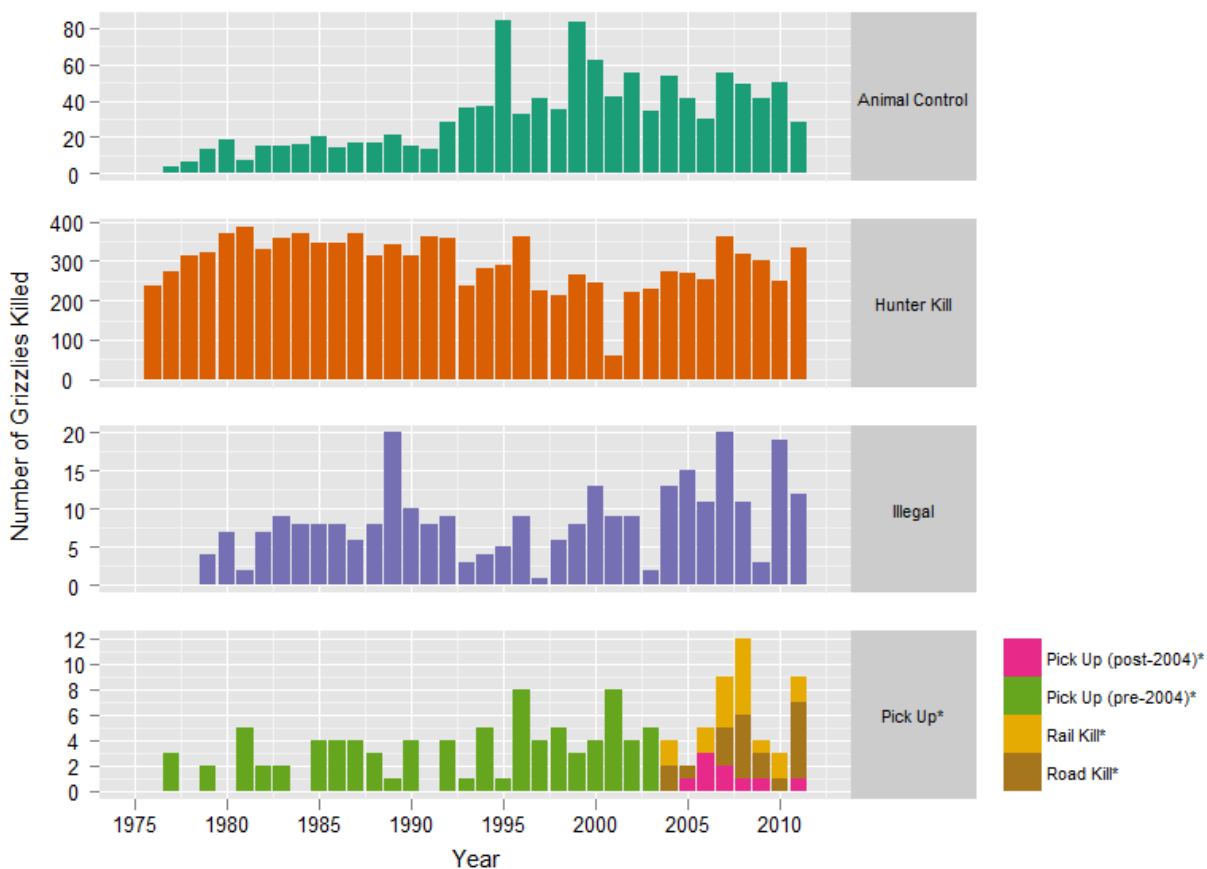 Number of Grizzlies Killed
80
60
40
20
0
Animal Control
400
300
200
100
0
Hunter Kill
20
15
10
5
0
Illegal
12
10
8
6
4
2
0
Pick Up*
1975 1980 1985 1990 1995 2000 2005 2010
Year
Pick Up (post-2004)*
Pick Up (pre-2004)*
Rail Kill*
Road Kill*